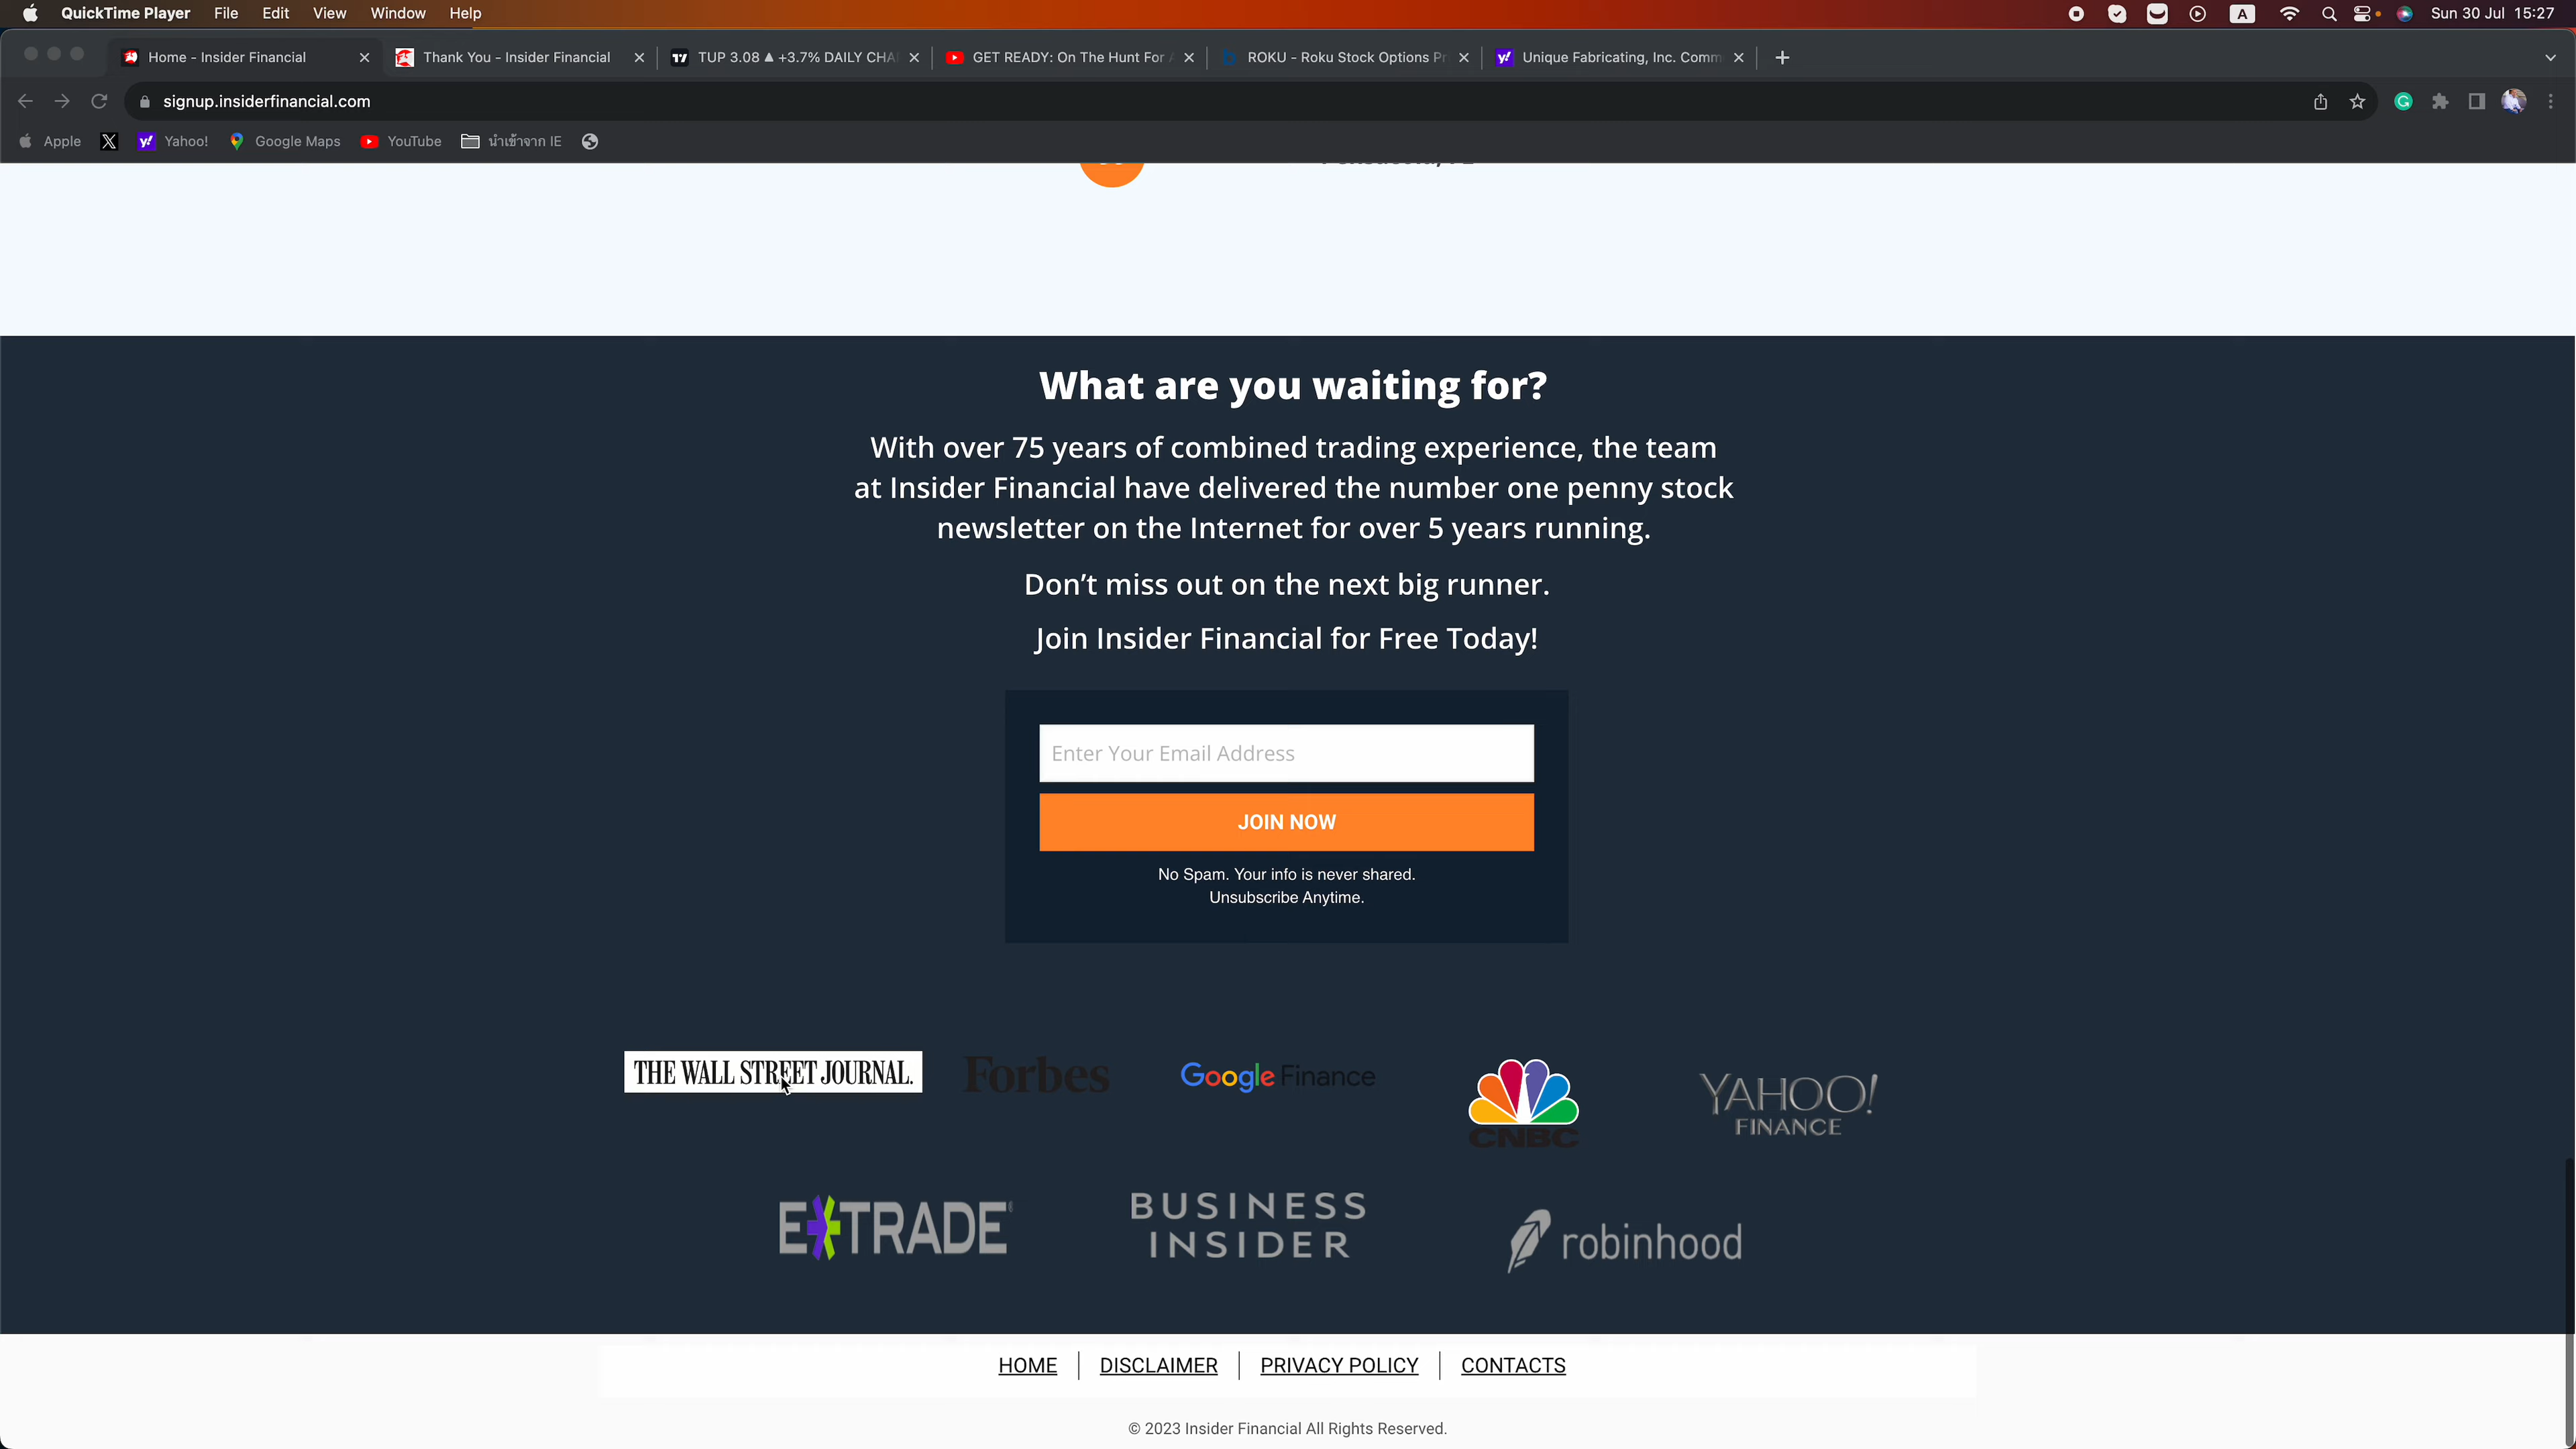 QuickTime Player File Edit View Window Help
A Sun 30 Jul 15:27
Home - Insider Financial
Thank You - Insider Financial
TUP 3.08 ▲ +3.7% DAILY CHA
GET READY: On The Hunt For
ROKU - Roku Stock Options Pr
Unique Fabricating, Inc. Comm
signup.insiderfinancial.com
Apple
Yahoo!
Google Maps
YouTube
นำเข้าจาก IE
What are you waiting for?
With over 75 years of combined trading experience, the team
at Insider Financial have delivered the number one penny stock
newsletter on the Internet for over 5 years running.
Don’t miss out on the next big runner.
Join Insider Financial for Free Today!
Enter Your Email Address
JOIN NOW
No Spam. Your info is never shared.
Unsubscribe Anytime.
THE WALL STREET JOURNAL.
Forbes
Google Finance
CNBC
YAHOO!
FINANCE
E*TRADE
BUSINESS
INSIDER
robinhood
HOME
DISCLAIMER
PRIVACY POLICY
CONTACTS
© 2023 Insider Financial All Rights Reserved.